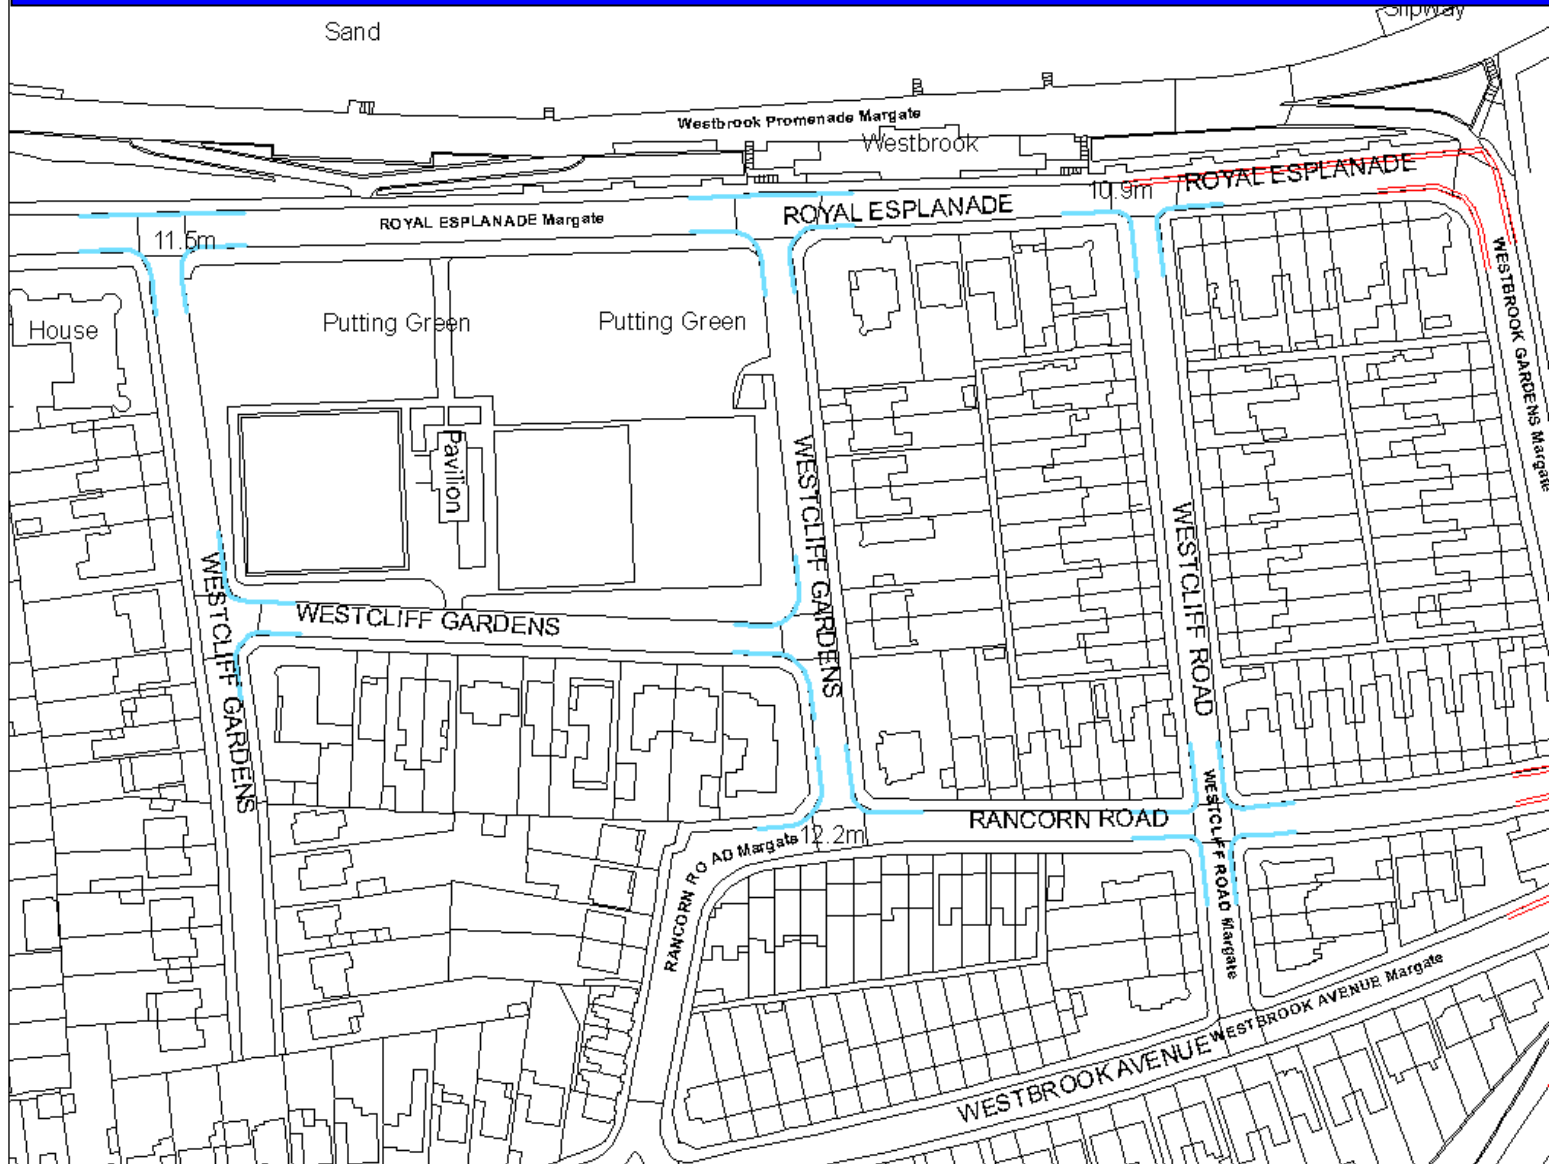 Sand
Slipway
Westbrook Promenade Margate
Westbrook
10.9m
ROYAL ESPLANADE
ROYAL ESPLANADE
ROYAL ESPLANADE Margate
11.5m
WESTBROOK GARDENS Margate
House
Putting Green
Putting Green
Pavilion
WESTCLIFF GARDENS
WESTCLIFF ROAD
WESTCLIFF GARDENS
WESTCLIFF GARDENS
RANCORN ROAD
WESTCLIFF ROAD Margate
12.2m
RANCORN RO AD Margate
WESTBROOK AVENUE Margate
WESTBROOK AVENUE